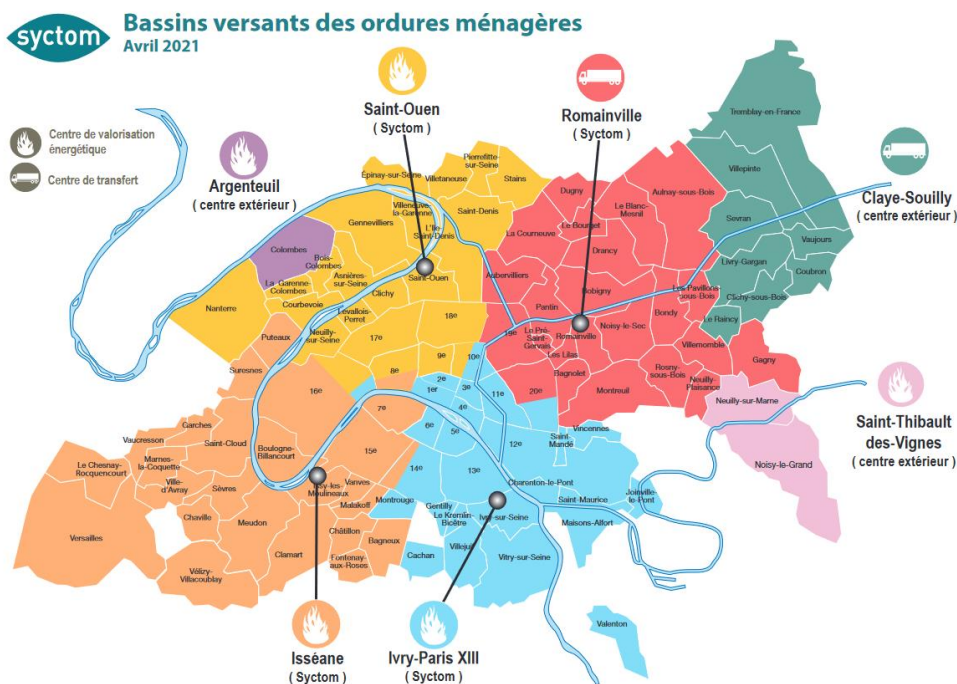 syctom
Bassins versants des ordures ménagères
Avril 2021
Centre de valorisation
énergétique
Centre de transfert
Saint-Ouen
( Syctom )
Romainville
( Syctom )
Argenteuil
( centre extérieur )
Claye-Souilly
( centre extérieur )
Saint-Thibault
des-Vignes
( centre extérieur )
Isséane
( Syctom )
Ivry-Paris XIII
( Syctom )
Tremblay-en-France
Villepinte
Sevran
Vaujours
Livry-Gargan
Coubron
Clichy-sous-Bois
Le Raincy
Pierrefitte-
sur-Seine
Épinay-sur-Seine
Villetaneuse
Stains
Villeneuve-
la-Garenne
Saint-Denis
Gennevilliers
L'Ile-
Saint-Denis
Colombes
Bois-
Colombes
Asnières-
sur-Seine
Saint-Ouen
La Garenne-
Colombes
Clichy
Nanterre
Courbevoie
Levallois-
Perret
Neuilly-
sur-Seine
17e
18e
9e
8e
Dugny
Aulnay-sous-Bois
Le Blanc-
Mesnil
Le Bourget
La Courneuve
Drancy
Aubervilliers
Bobigny
Les Pavillons-
sous-Bois
Pantin
Bondy
19e
Le Pré-
Saint-
Gervais
Romainville
Noisy-le-Sec
Les Lilas
Villemomble
Gagny
Bagnolet
Rosny-
sous-Bois
Neuilly-
Plaisance
20e
Montreuil
Neuilly-sur-Marne
Noisy-le-Grand
Puteaux
Suresnes
16e
7e
15e
Garches
Vaucresson
Saint-Cloud
Boulogne-
Billancourt
Marnes-
la-Coquette
Le Chesnay-
Rocquencourt
Ville-
d'Avray
Sèvres
Issy-les-
Moulineaux
Vanves
Malakoff
Chaville
Meudon
Versailles
Châtillon
Bagneux
Clamart
Fontenay-
aux-Roses
Vélizy-
Villacoublay
10e
2e
1er
3e
11e
4e
6e
5e
12e
Vincennes
Saint-
Mandé
14e
13e
Charenton-le-Pont
Montrouge
Gentilly
Saint-Maurice
Joinville-
le-Pont
Le Kremlin-
Bicêtre
Ivry-sur-Seine
Maisons-Alfort
Cachan
Villejuif
Vitry-sur-Seine
Valenton